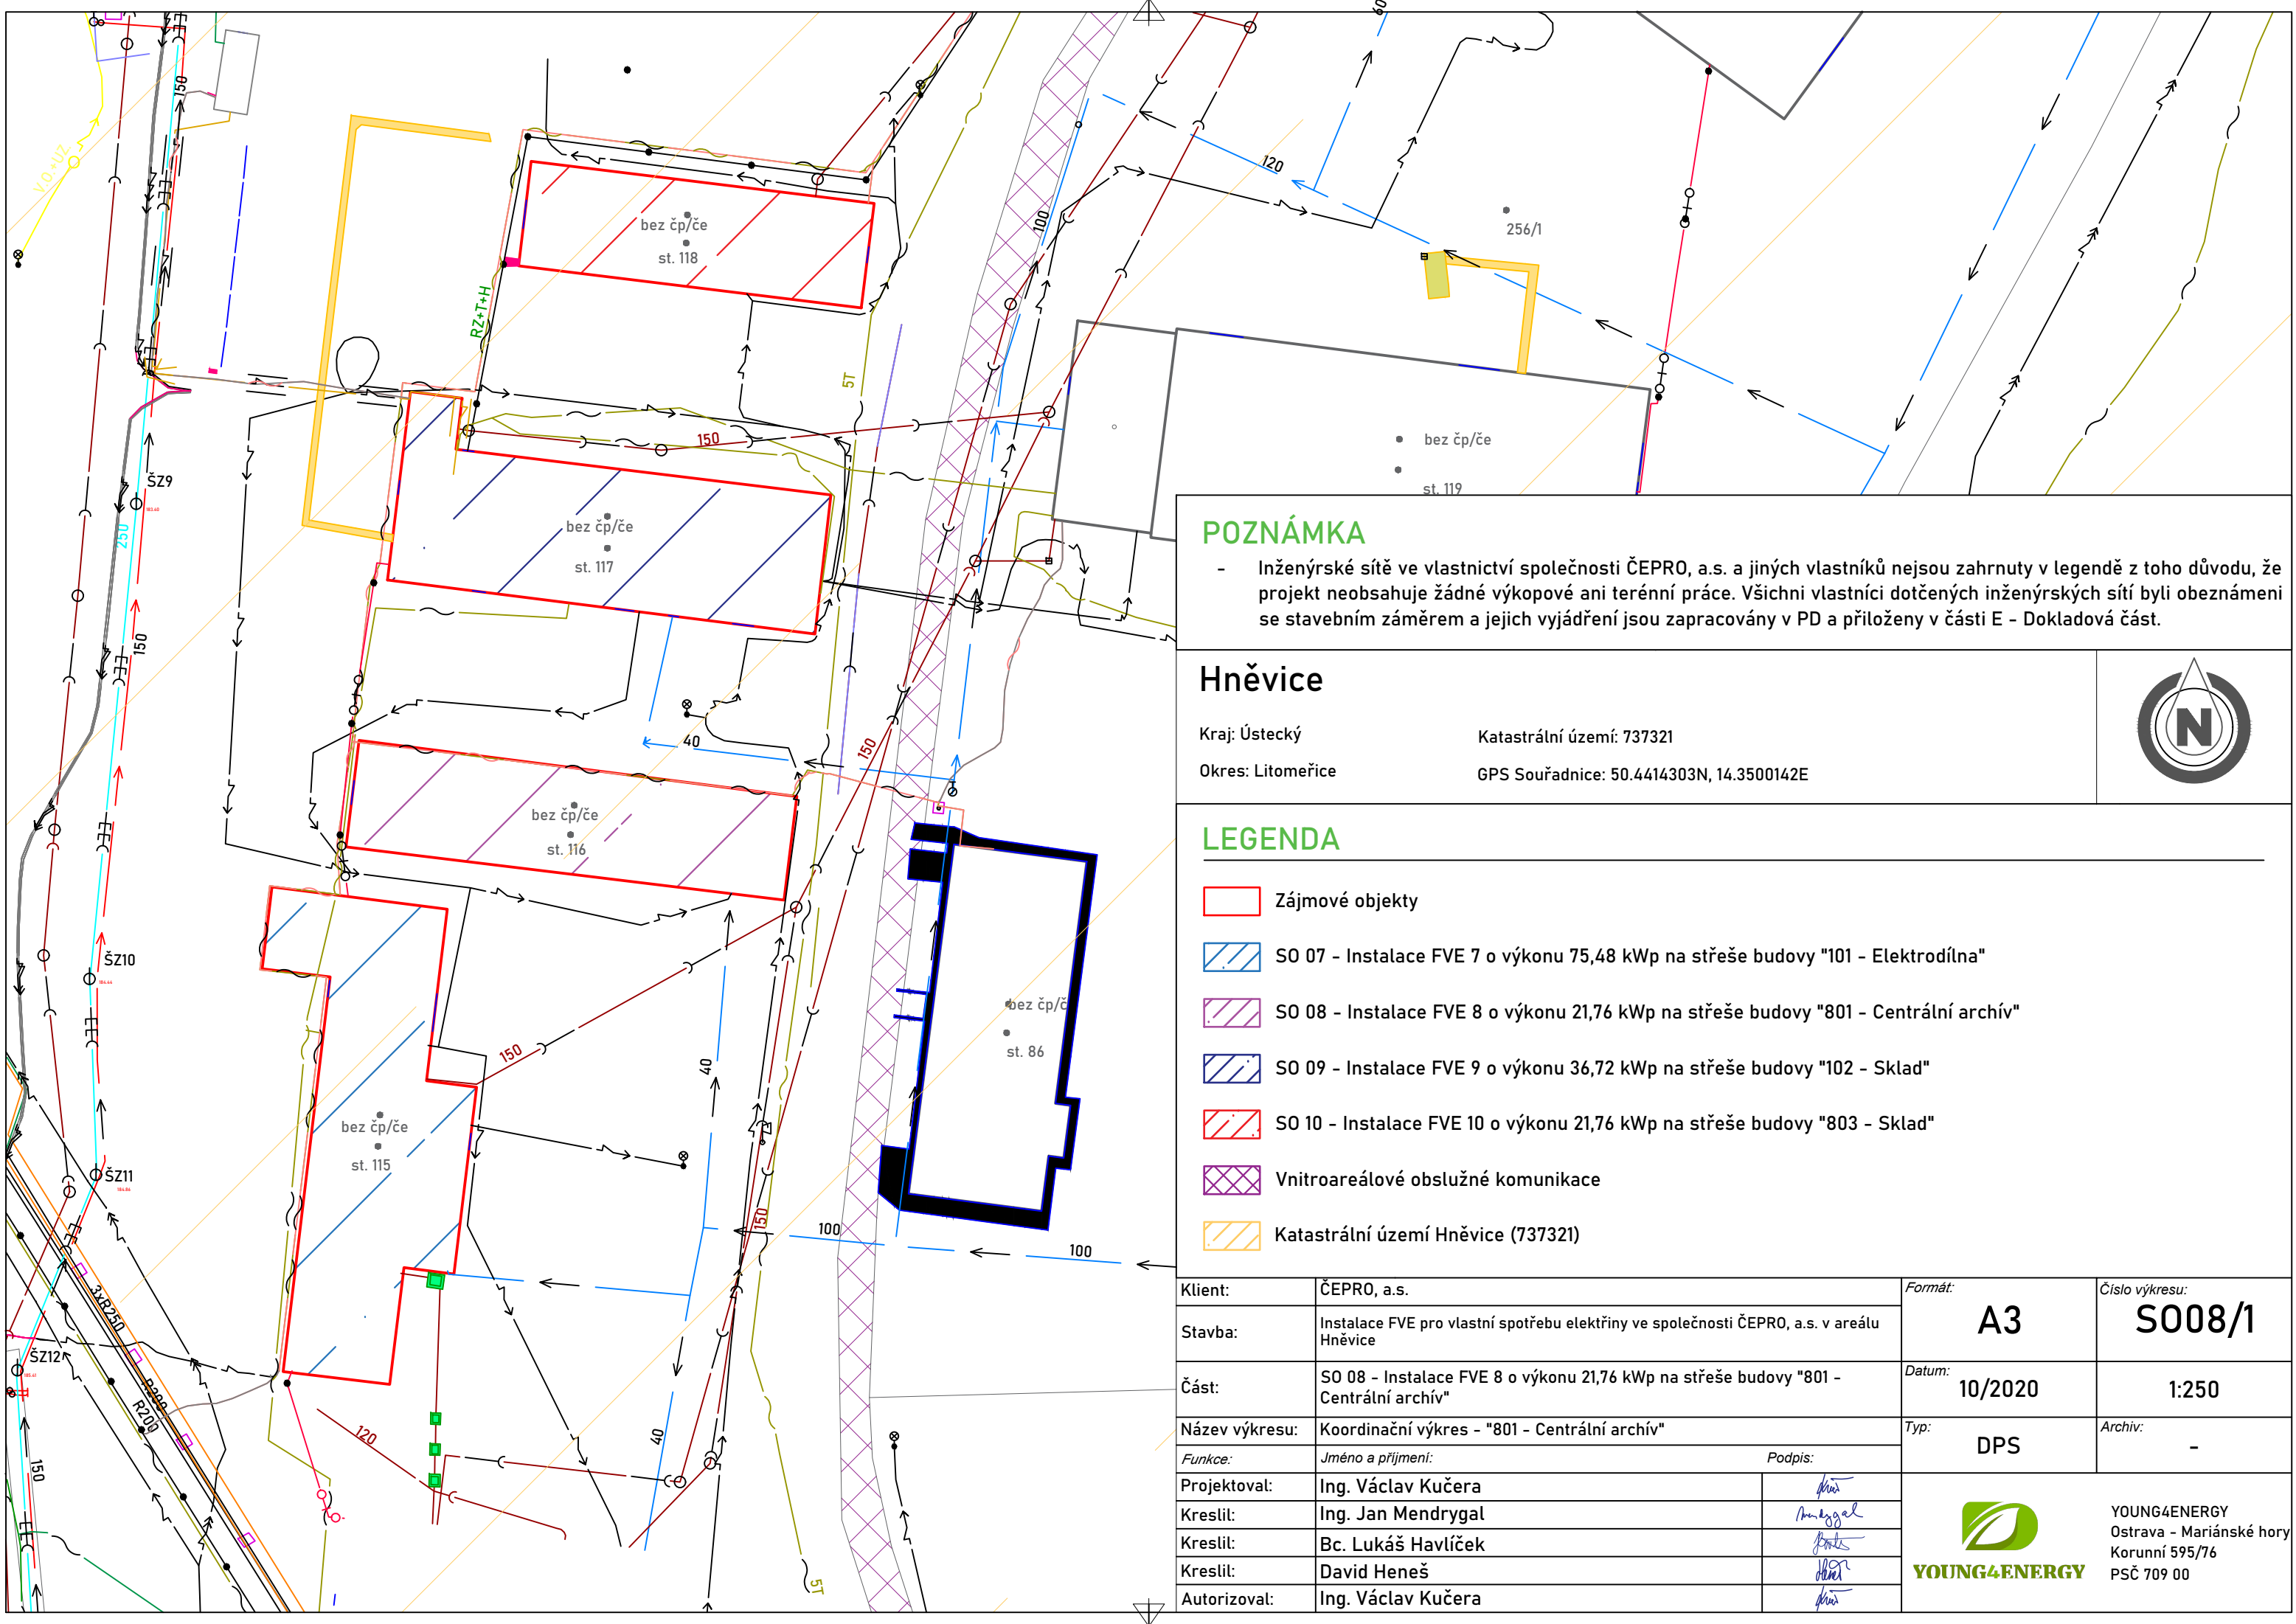 60
150
V.O.+UZ
120
100
256/1
bez čp/če
st. 118
RZ+T+H
5T
bez čp/če
st. 119
150
ŠZ9
183.60
250
bez čp/če
st. 117
150
40
150
bez čp/če
st. 116
ŠZ10
184.44
bez čp/č
st. 86
150
40
bez čp/če
st. 115
ŠZ11
184.84
150
100
100
3xR250
ŠZ12
185.41
R200
R200
120
40
150
5T
POZNÁMKA
- Inženýrské sítě ve vlastnictví společnosti ČEPRO, a.s. a jiných vlastníků nejsou zahrnuty v legendě z toho důvodu, že
projekt neobsahuje žádné výkopové ani terénní práce. Všichni vlastníci dotčených inženýrských sítí byli obeznámeni
se stavebním záměrem a jejich vyjádření jsou zapracovány v PD a přiloženy v části E - Dokladová část.
Hněvice
Kraj: Ústecký
Katastrální území: 737321
Okres: Litoměřice
GPS Souřadnice: 50.4414303N, 14.3500142E
N
LEGENDA
Zájmové objekty
SO 07 - Instalace FVE 7 o výkonu 75,48 kWp na střeše budovy "101 - Elektrodílna"
SO 08 - Instalace FVE 8 o výkonu 21,76 kWp na střeše budovy "801 - Centrální archív"
SO 09 - Instalace FVE 9 o výkonu 36,72 kWp na střeše budovy "102 - Sklad"
SO 10 - Instalace FVE 10 o výkonu 21,76 kWp na střeše budovy "803 - Sklad"
Vnitroareálové obslužné komunikace
Katastrální území Hněvice (737321)
Klient: ČEPRO, a.s.
Stavba: Instalace FVE pro vlastní spotřebu elektřiny ve společnosti ČEPRO, a.s. v areálu
Hněvice
Část: SO 08 - Instalace FVE 8 o výkonu 21,76 kWp na střeše budovy "801 -
Centrální archív"
Název výkresu: Koordinační výkres - "801 - Centrální archív"
Funkce: Jméno a příjmení: Podpis:
Projektoval: Ing. Václav Kučera
Kreslil: Ing. Jan Mendrygal
Kreslil: Bc. Lukáš Havlíček
Kreslil: David Heneš
Autorizoval: Ing. Václav Kučera
Formát:
A3
Číslo výkresu:
SO08/1
Datum:
10/2020
1:250
Typ:
DPS
Archiv:
-
YOUNG4ENERGY
YOUNG4ENERGY
Ostrava - Mariánské hory
Korunní 595/76
PSČ 709 00